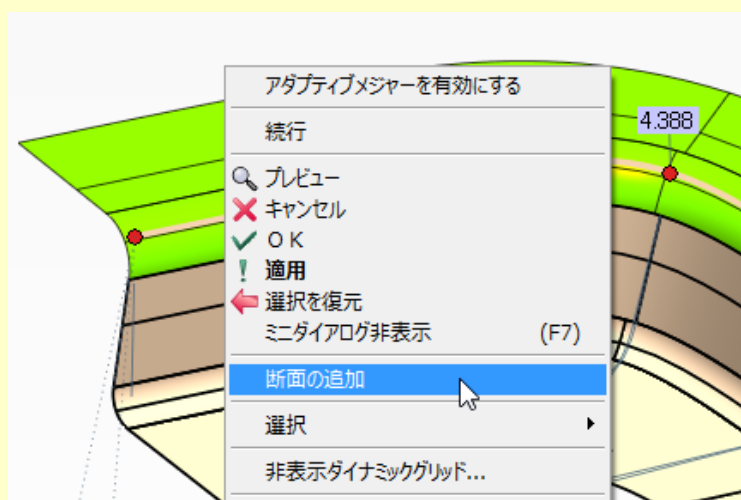 アダプティブメジャーを有効にする
続行
4.388
プレビュー
キャンセル
ＯＫ
適用
選択を復元
ミニダイアログ非表示 (F7)
断面の追加
選択
非表示ダイナミックグリッド...